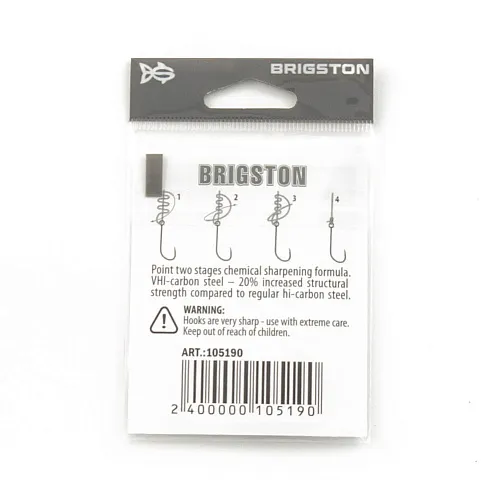 BRIGSTON
BRIGSTON
1 2 3 4
Point two stages chemical sharpening formula.
VHI-carbon steel – 20% increased structural
strength compared to regular hi-carbon steel.
WARNING:
Hooks are very sharp - use with extreme care.
Keep out of reach of children.
ART.:105190
2 400000 105190